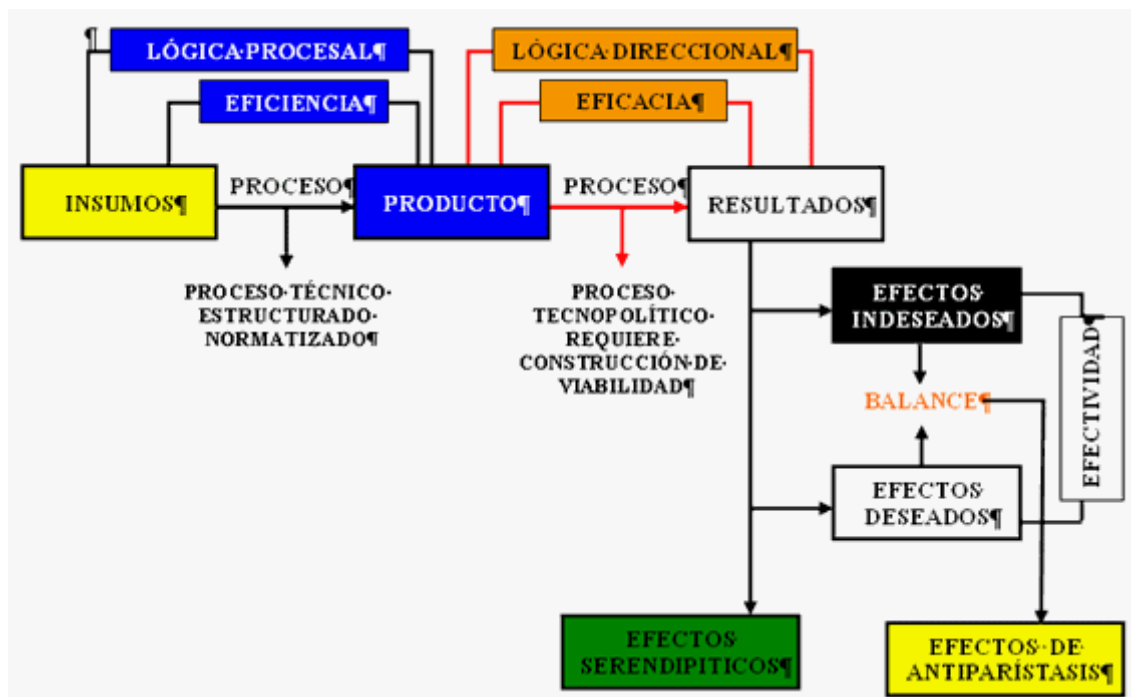 ¶
LÓGICA·PROCESAL¶
LÒGICA·DIRECCIONAL¶
EFICIENCIA¶
EFICACIA¶
INSUMOS¶
PROCESO¶
PRODUCTO¶
PROCESO¶
RESULTADOS¶
PROCESO·TÉCNICO·
ESTRUCTURADO·
NORMATIZADO¶
PROCESO·
TECNOPOLÍTICO·
REQUIERE·
CONSTRUCCIÓN·DE·
VIABILIDAD¶
EFECTOS·
INDESEADOS¶
EFECTIVIDAD¶
BALANCE¶
EFECTOS·
DESEADOS¶
EFECTOS·
SERENDIPITICOS¶
EFECTOS··DE·
ANTIPARÍSTASIS¶